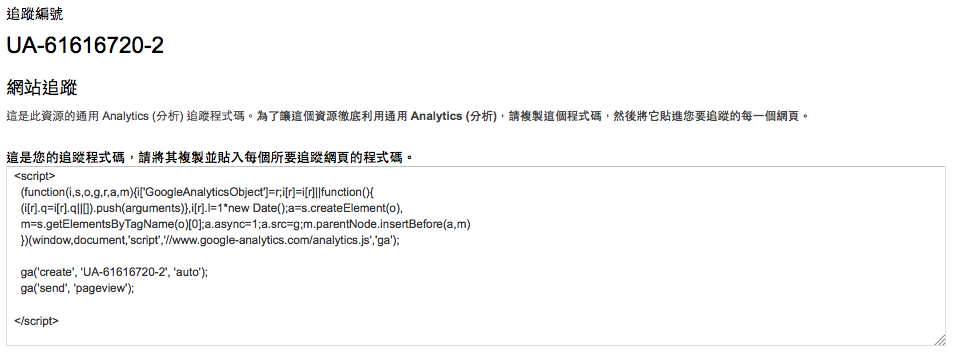 追蹤編號
UA-61616720-2
網站追蹤
這是此資源的通用 Analytics (分析) 追蹤程式碼。為了讓這個資源徹底利用通用 Analytics (分析)，請複製這個程式碼，然後將它貼進您要追蹤的每一個網頁。
這是您的追蹤程式碼，請將其複製並貼入每個所要追蹤網頁的程式碼。
<script>
(function(i,s,o,g,r,a,m){i['GoogleAnalyticsObject']=r;i[r]=i[r]||function(){
(i[r].q=i[r].q||[]).push(arguments)},i[r].l=1*new Date();a=s.createElement(o),
m=s.getElementsByTagName(o)[0];a.async=1;a.src=g;m.parentNode.insertBefore(a,m)
})(window,document,'script','//www.google-analytics.com/analytics.js','ga');
ga('create', 'UA-61616720-2', 'auto');
ga('send', 'pageview');
</script>